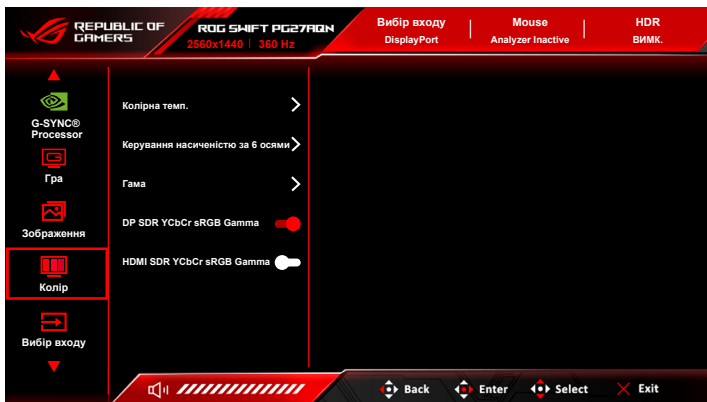 REPUBLIC OF
GAMERS
ROG SWIFT PG27AQN
2560x1440 | 360 Hz
Вибір входу
DisplayPort
Mouse
Analyzer Inactive
HDR
ВИМК.
G-SYNC®
Processor
Гра
Зображення
Колір
Вибір входу
Колірна темп.
Керування насиченістю за 6 осями
Гама
DP SDR YCbCr sRGB Gamma
HDMI SDR YCbCr sRGB Gamma
Back
Enter
Select
Exit